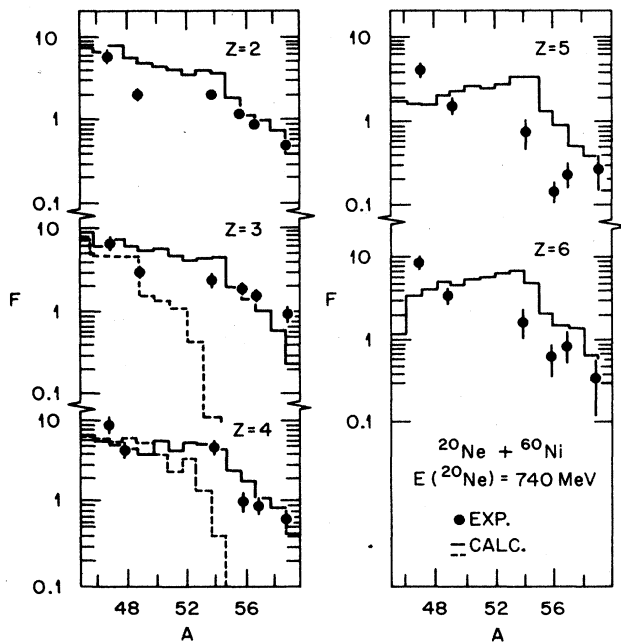 10
1
0.1
Z=2
F
10
1
0.1
Z=3
10
1
0.1
Z=4
48 52 56
A
10
1
0.1
Z=5
F
10
1
0.1
Z=6
²⁰Ne + ⁶⁰Ni
E (²⁰Ne) = 740 MeV
EXP.
CALC.
48 52 56
A